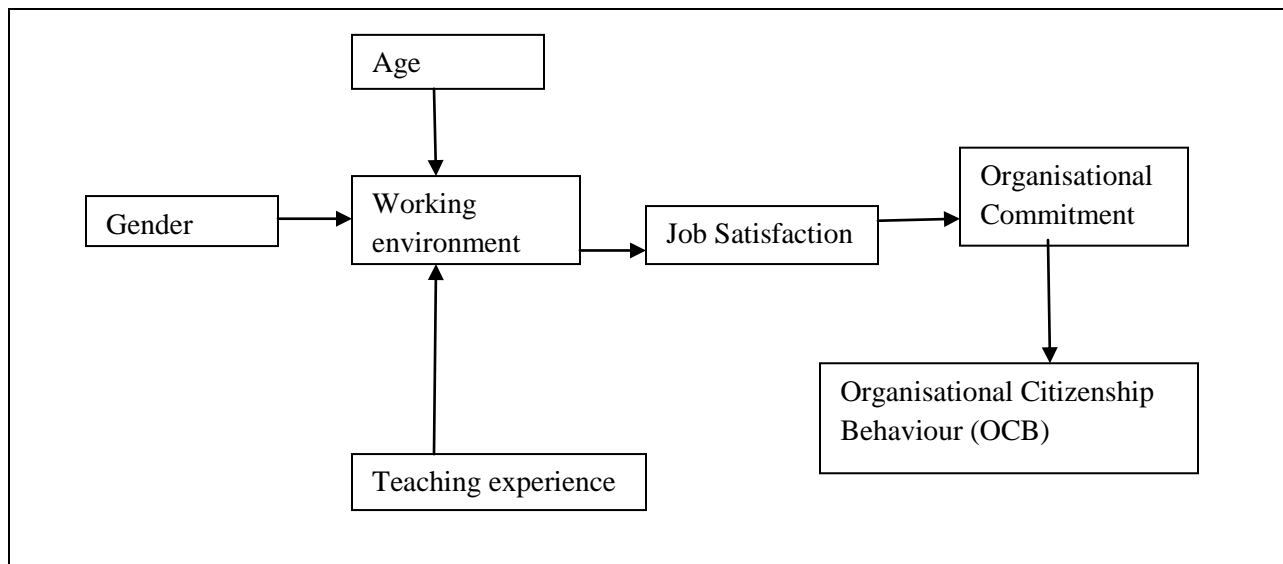 Age
Gender
Working
environment
Job Satisfaction
Organisational
Commitment
Organisational Citizenship
Behaviour (OCB)
Teaching experience